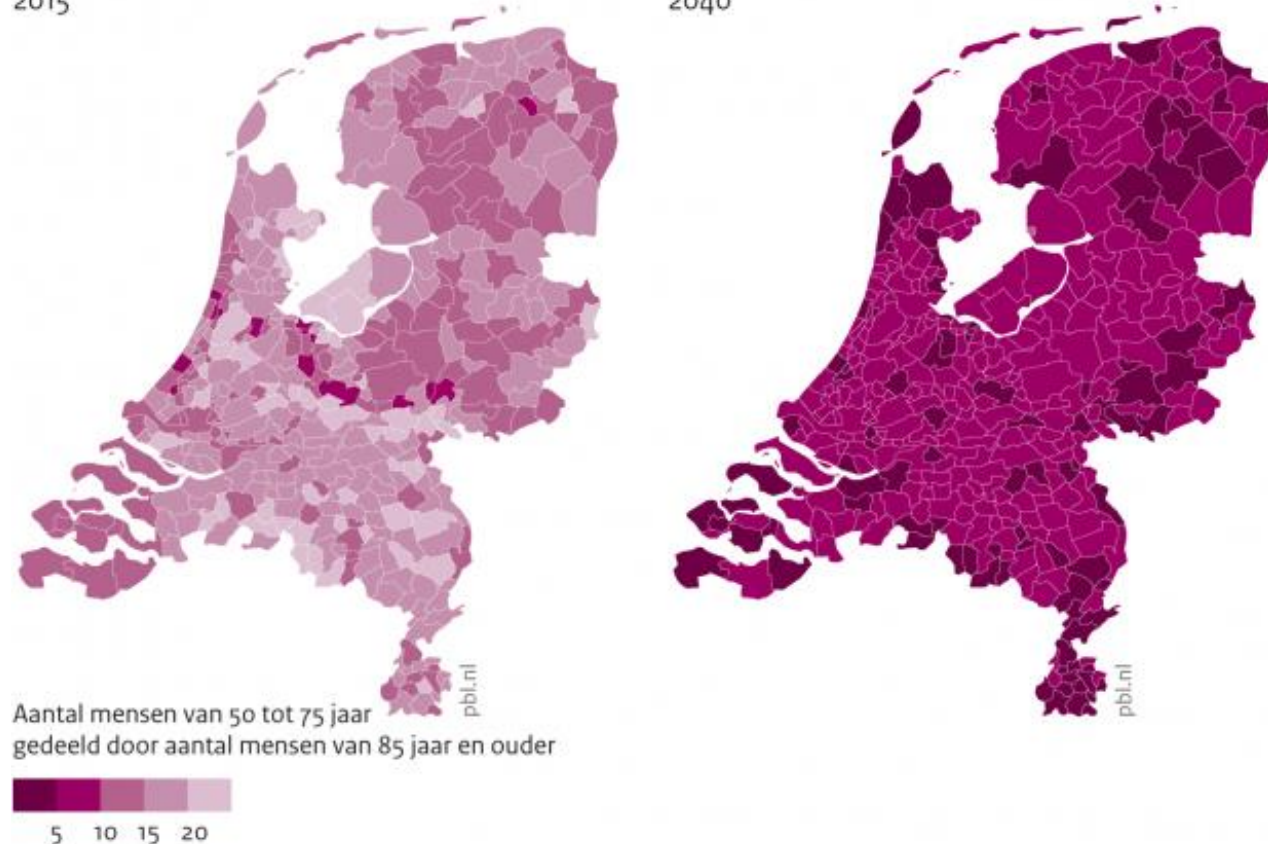 2015
2040
pbl.nl
pbl.nl
Aantal mensen van 50 tot 75 jaar
gedeeld door aantal mensen van 85 jaar en ouder
5 10 15 20